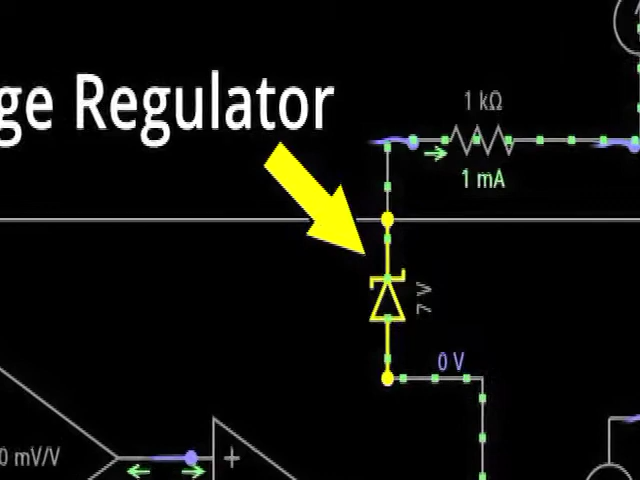 ge Regulator
1 kΩ
1 mA
7 V
0 V
0 mV/V
+